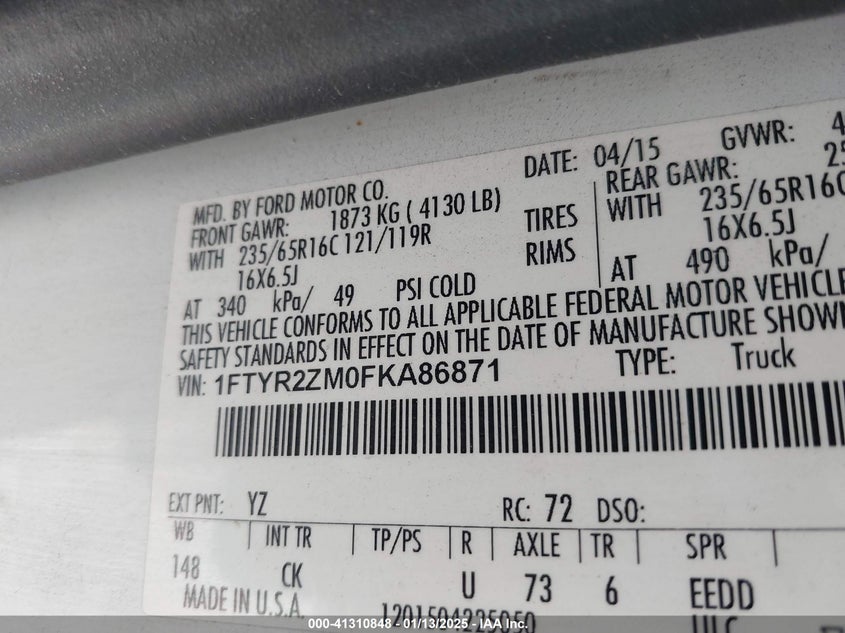 MFD. BY FORD MOTOR CO.
DATE: 04/15
GVWR: 4
FRONT GAWR: 1873 KG ( 4130 LB)
REAR GAWR: 25
WITH 235/65R16C 121/119R TIRES
WITH 235/65R16C
16X6.5J RIMS
16X6.5J
AT 340 kPa/ 49 PSI COLD
AT 490 kPa/
THIS VEHICLE CONFORMS TO ALL APPLICABLE FEDERAL MOTOR VEHICLE
SAFETY STANDARDS IN EFFECT ON THE DATE OF MANUFACTURE SHOWN
VIN: 1FTYR2ZM0FKA86871 TYPE: Truck
EXT PNT: YZ RC: 72 DSO:
WB INT TR TP/PS R AXLE TR SPR
148 CK U 73 6 EEDD
MADE IN U.S.A. 1201504225050
000-41310848 - 01/13/2025 - IAA Inc.